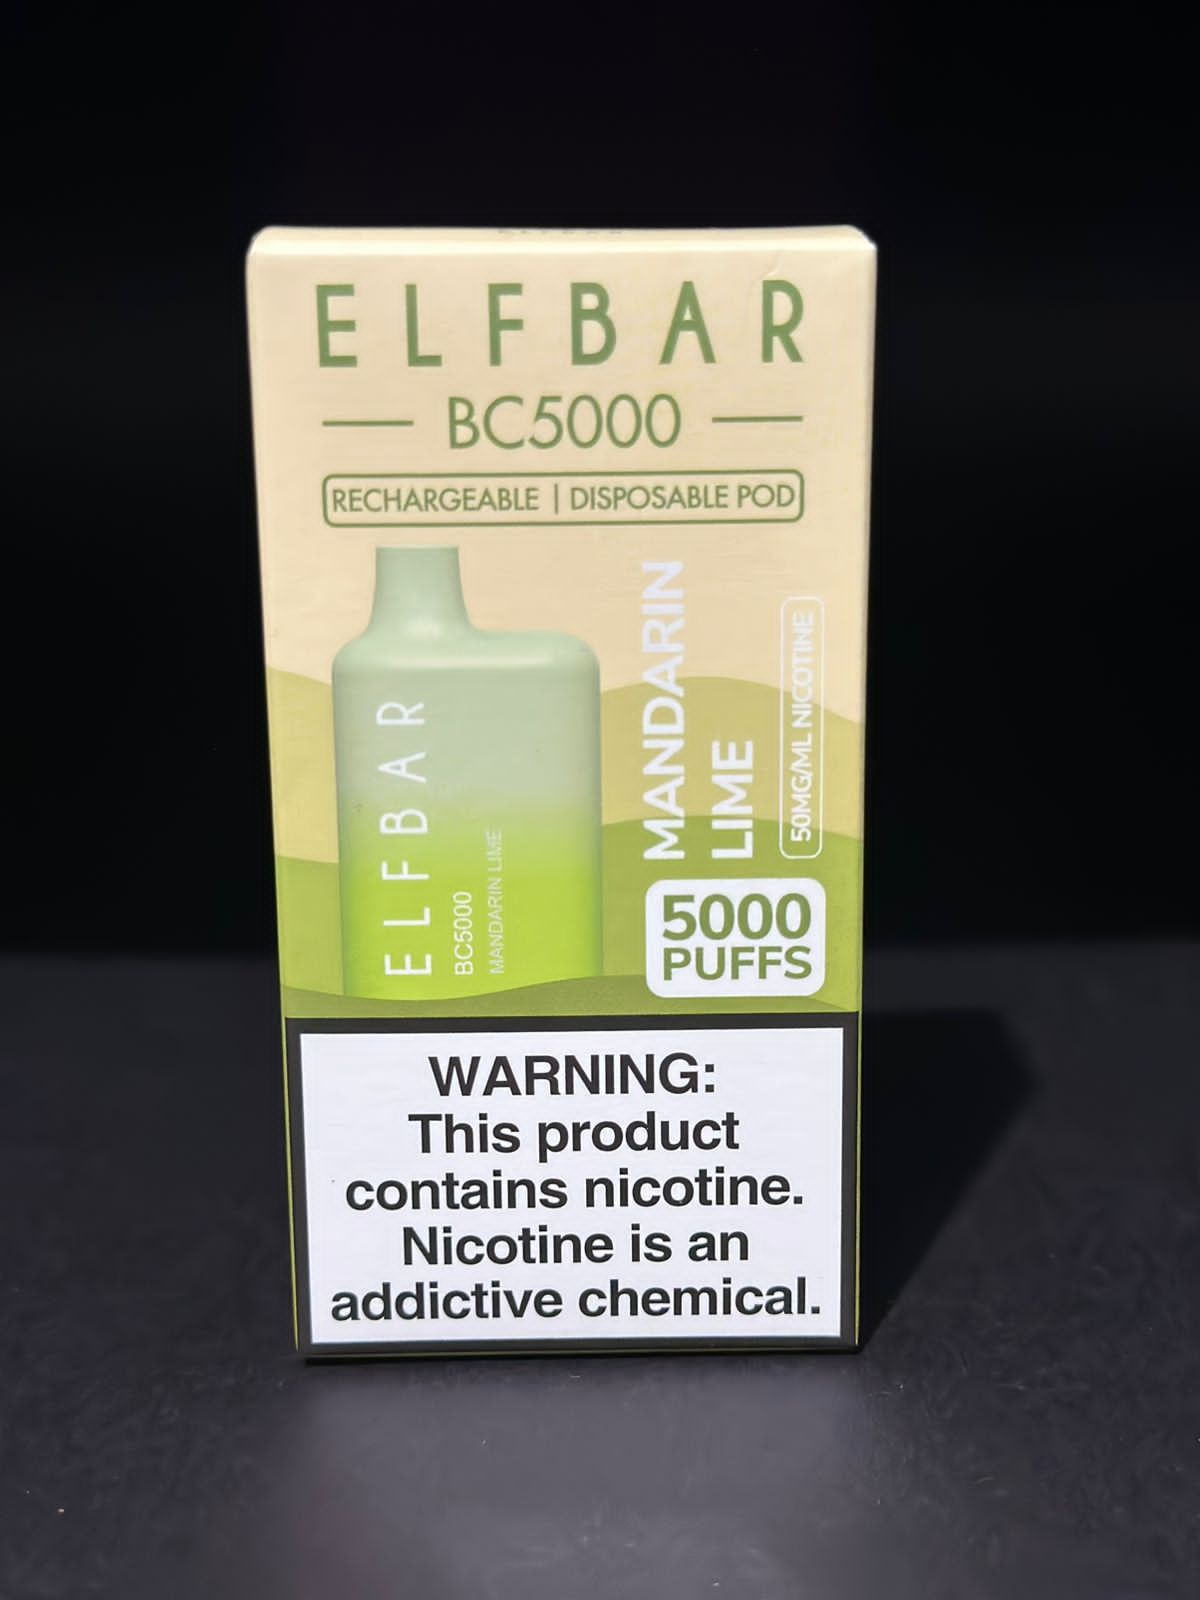 ELFBAR
BC5000
RECHARGEABLE | DISPOSABLE POD
ELFBAR
BC5000
MANDARIN LIME
MANDARIN
LIME
50MG/ML NICOTINE
5000
PUFFS
WARNING:
This product
contains nicotine.
Nicotine is an
addictive chemical.